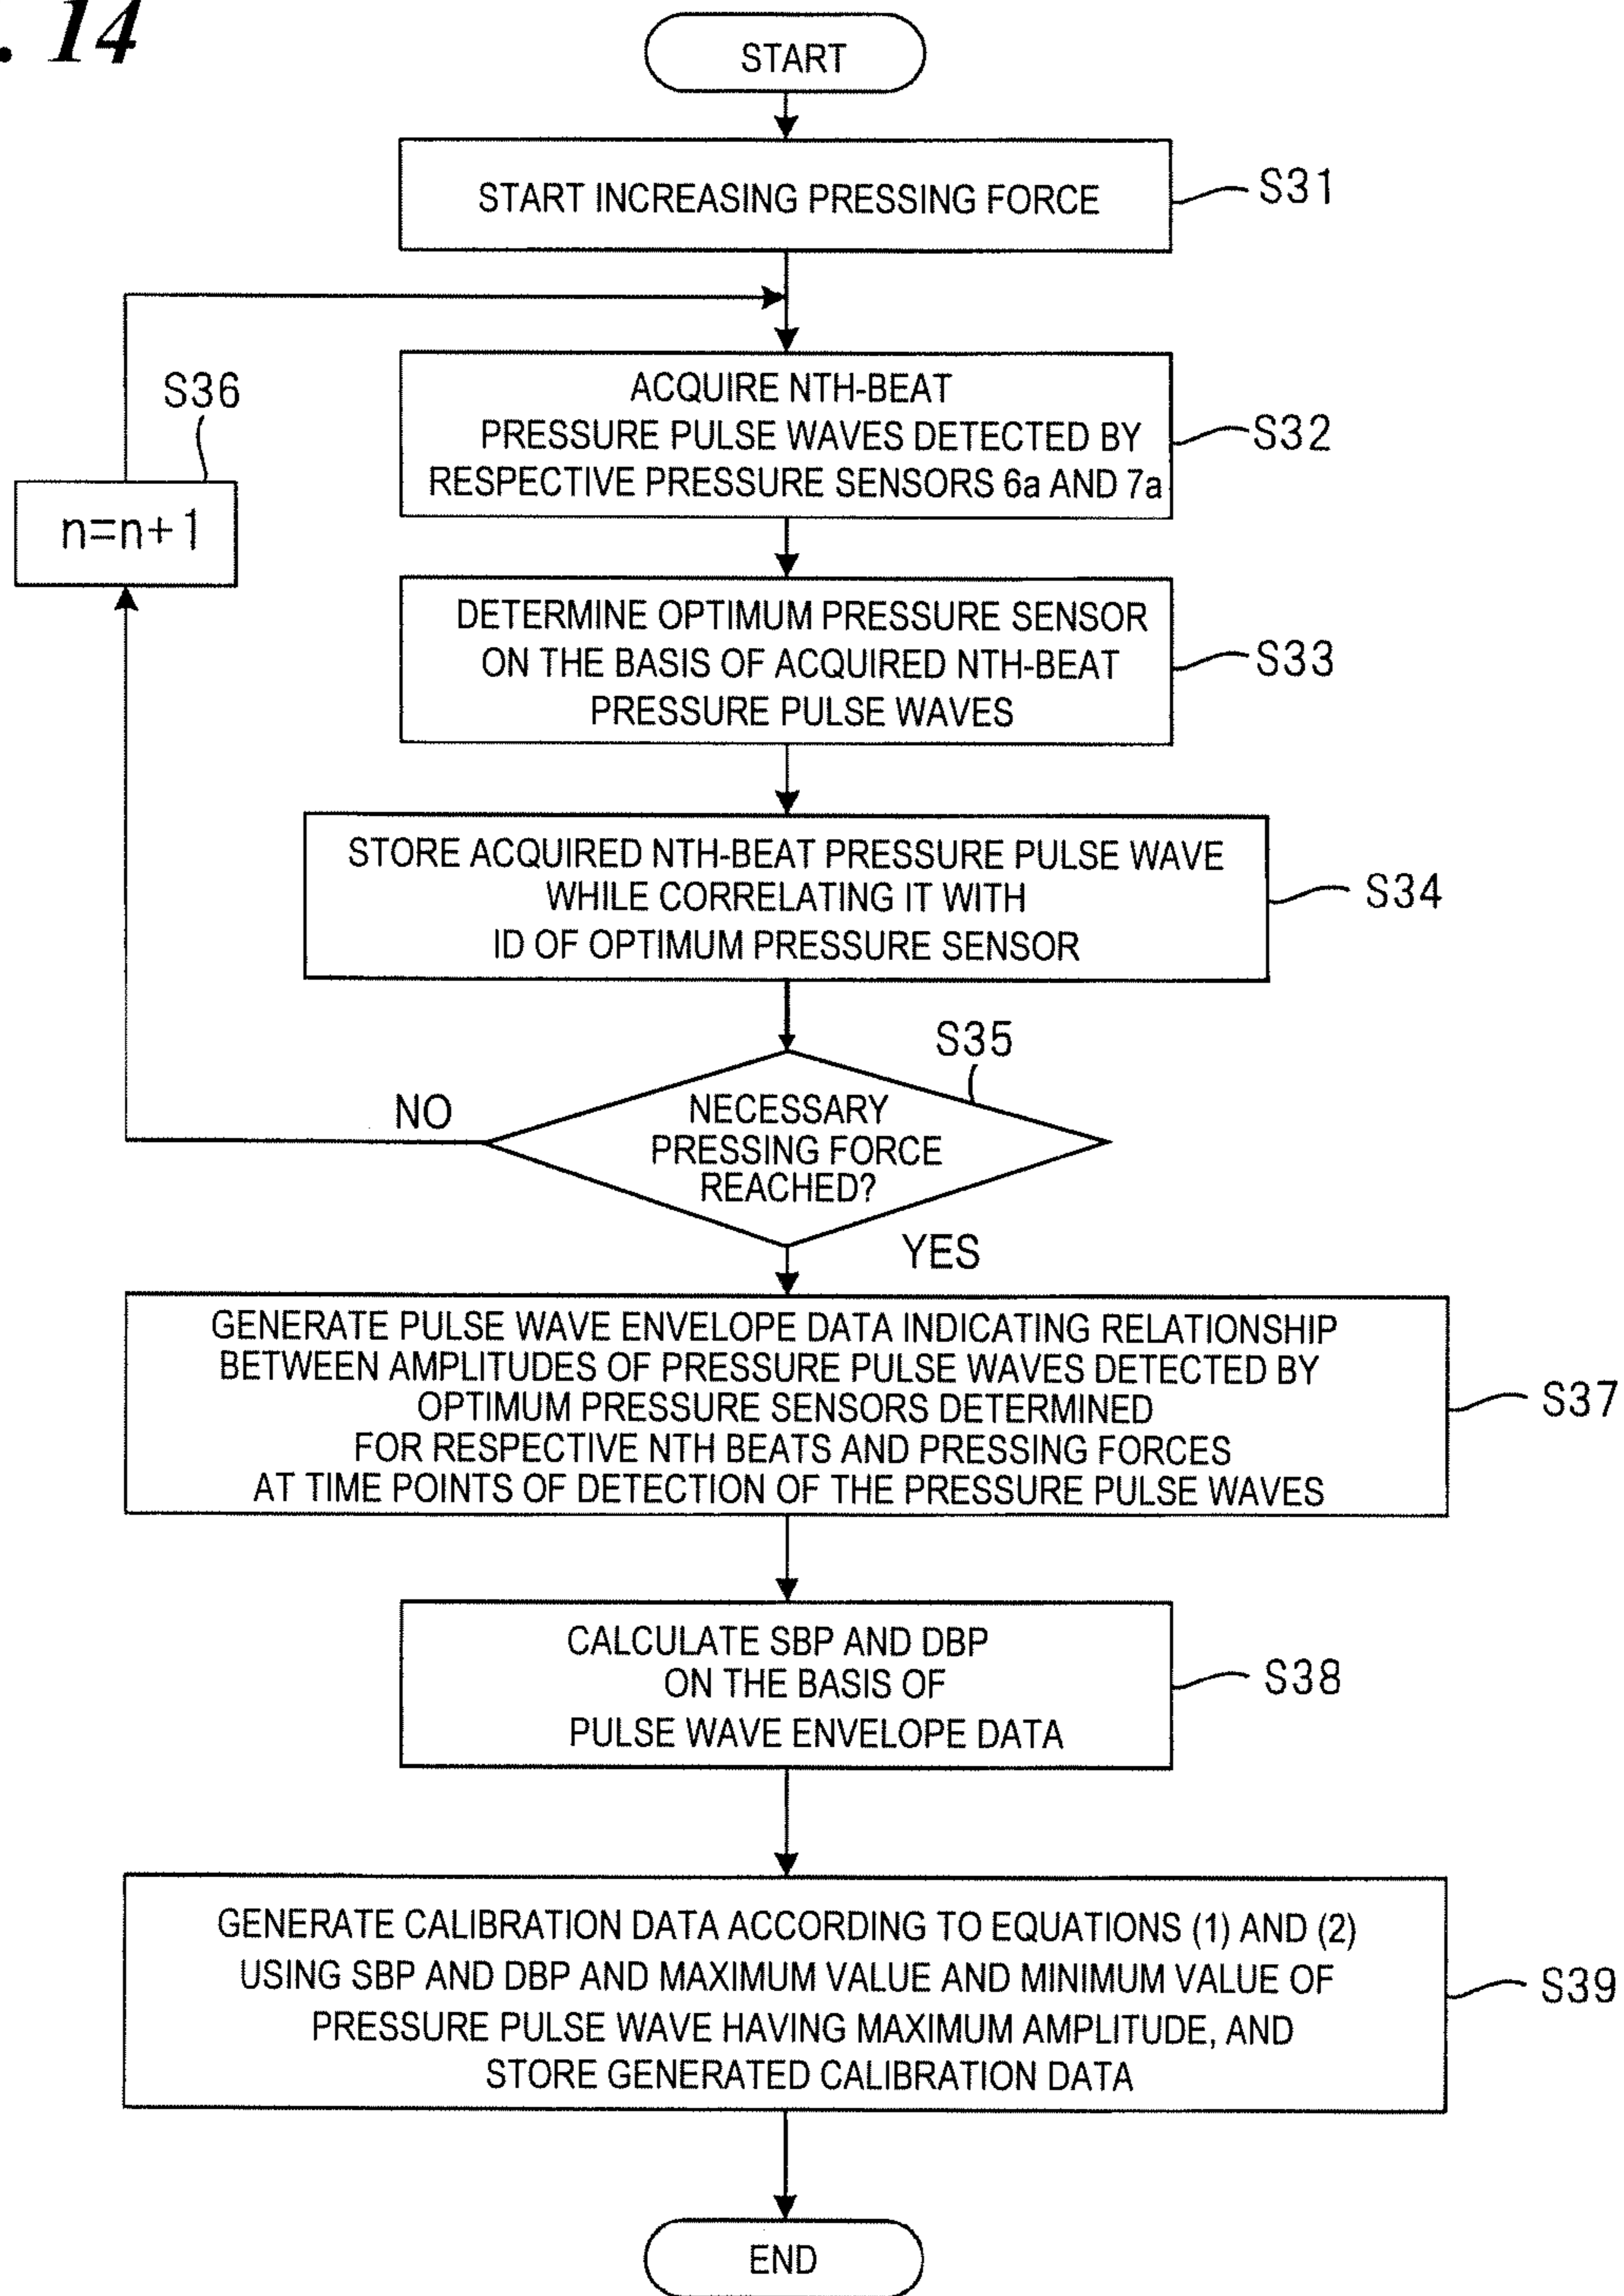 . 14
START
START INCREASING PRESSING FORCE
S31
ACQUIRE NTH-BEAT
PRESSURE PULSE WAVES DETECTED BY
RESPECTIVE PRESSURE SENSORS 6a AND 7a
S32
S36
n=n+1
DETERMINE OPTIMUM PRESSURE SENSOR
ON THE BASIS OF ACQUIRED NTH-BEAT
PRESSURE PULSE WAVES
S33
STORE ACQUIRED NTH-BEAT PRESSURE PULSE WAVE
WHILE CORRELATING IT WITH
ID OF OPTIMUM PRESSURE SENSOR
S34
S35
NECESSARY
PRESSING FORCE
REACHED?
NO
YES
GENERATE PULSE WAVE ENVELOPE DATA INDICATING RELATIONSHIP
BETWEEN AMPLITUDES OF PRESSURE PULSE WAVES DETECTED BY
OPTIMUM PRESSURE SENSORS DETERMINED
FOR RESPECTIVE NTH BEATS AND PRESSING FORCES
AT TIME POINTS OF DETECTION OF THE PRESSURE PULSE WAVES
S37
CALCULATE SBP AND DBP
ON THE BASIS OF
PULSE WAVE ENVELOPE DATA
S38
GENERATE CALIBRATION DATA ACCORDING TO EQUATIONS (1) AND (2)
USING SBP AND DBP AND MAXIMUM VALUE AND MINIMUM VALUE OF
PRESSURE PULSE WAVE HAVING MAXIMUM AMPLITUDE, AND
STORE GENERATED CALIBRATION DATA
S39
END